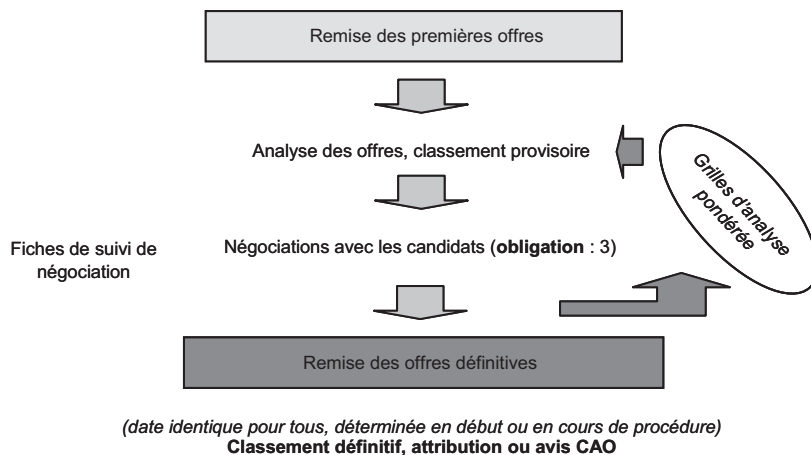 Remise des premières offres
Analyse des offres, classement provisoire
Grilles d'analyse
pondérée
Fiches de suivi de
négociation
Négociations avec les candidats (obligation : 3)
Remise des offres définitives
(date identique pour tous, déterminée en début ou en cours de procédure)
Classement définitif, attribution ou avis CAO